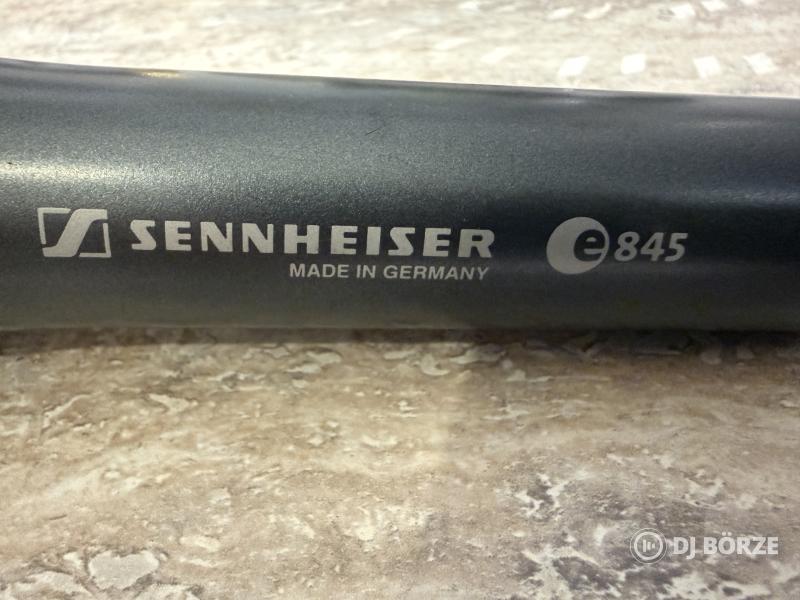 SENNHEISER e845
MADE IN GERMANY
DJ BÖRZE